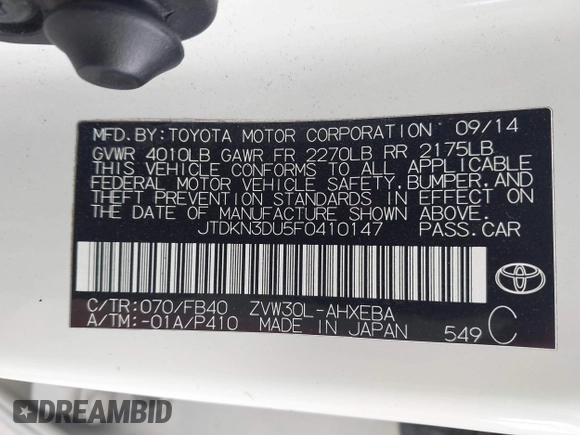 MFD.BY:TOYOTA MOTOR CORPORATION 09/14
GVWR 4010LB GAWR FR 2270LB RR 2175LB
THIS VEHICLE CONFORMS TO ALL APPLICABLE
FEDERAL MOTOR VEHICLE SAFETY,BUMPER,AND
THEFT PREVENTION STANDARDS IN EFFECT ON
THE DATE OF MANUFACTURE SHOWN ABOVE.
JTDKN3DU5F0410147 PASS.CAR
C/TR:070/FB40 ZVW30L-AHXEBA
A/TM:-01A/P410 MADE IN JAPAN 549 C
TOYOTA
DREAMBID